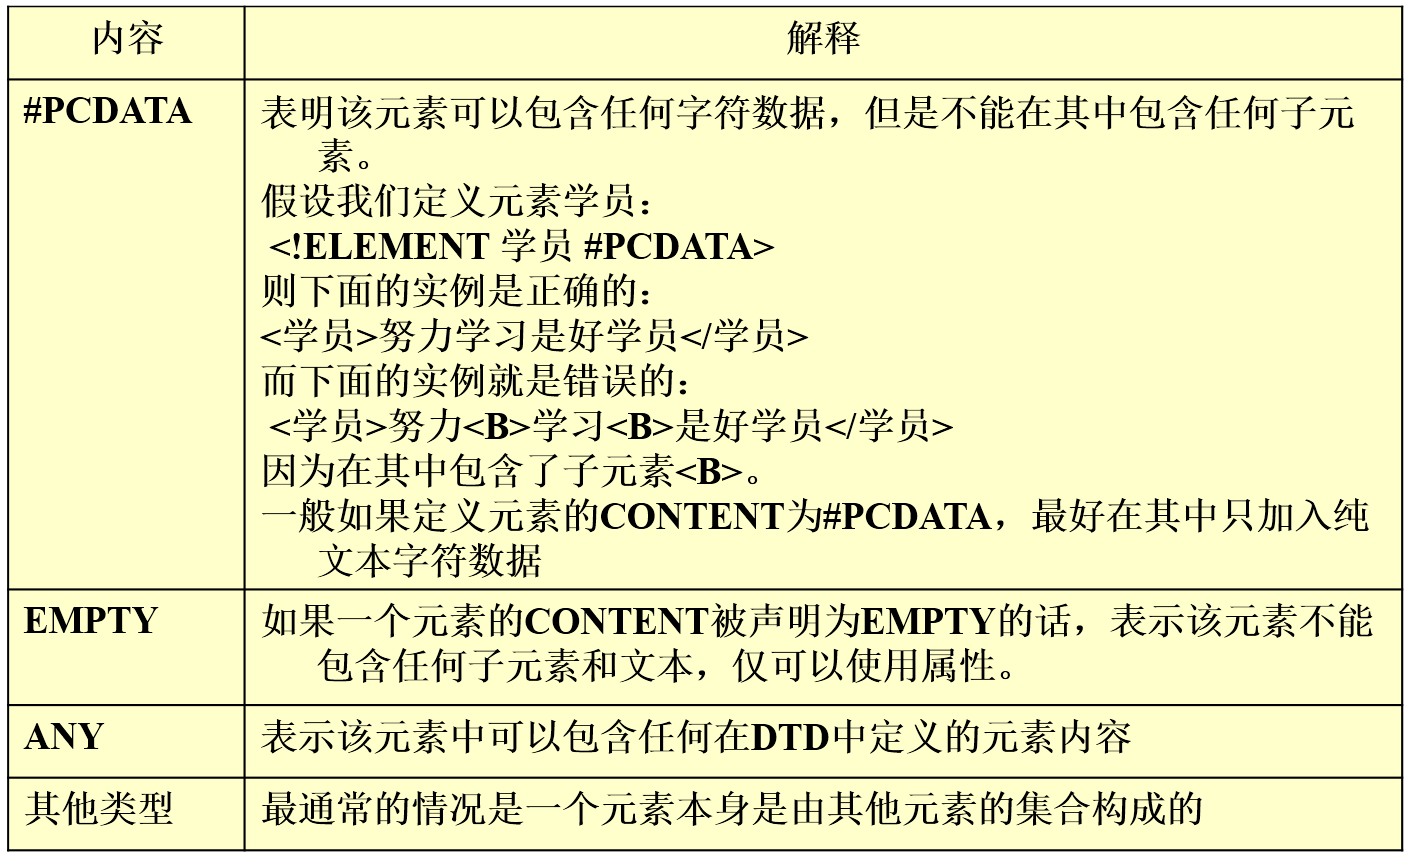 内容
解释
#PCDATA
表明该元素可以包含任何字符数据，但是不能在其中包含任何子元
素。
假设我们定义元素学员：
<!ELEMENT 学员 #PCDATA>
则下面的实例是正确的：
<学员>努力学习是好学员</学员>
而下面的实例就是错误的：
<学员>努力<B>学习<B>是好学员</学员>
因为在其中包含了子元素<B>。
一般如果定义元素的CONTENT为#PCDATA，最好在其中只加入纯
文本字符数据
EMPTY
如果一个元素的CONTENT被声明为EMPTY的话，表示该元素不能
包含任何子元素和文本，仅可以使用属性。
ANY
表示该元素中可以包含任何在DTD中定义的元素内容
其他类型
最通常的情况是一个元素本身是由其他元素的集合构成的